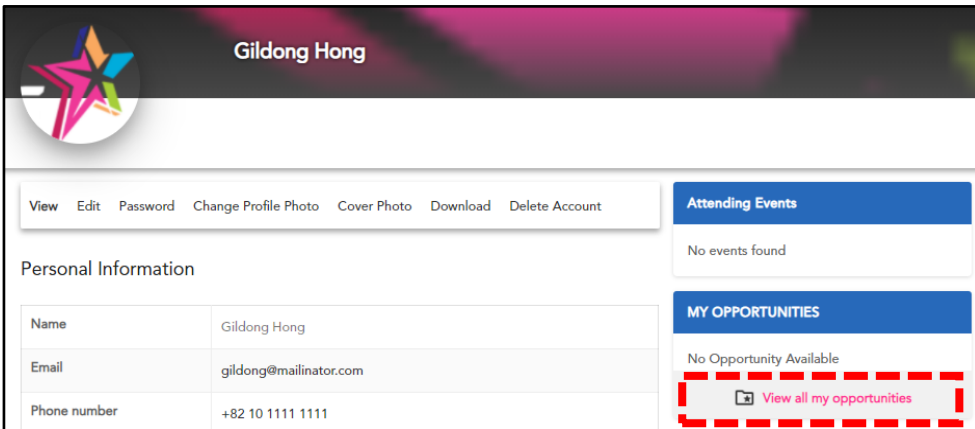 Gildong Hong
View Edit Password Change Profile Photo Cover Photo Download Delete Account
Personal Information
Name Gildong Hong
Email gildong@mailinator.com
Phone number +82 10 1111 1111
Attending Events
No events found
MY OPPORTUNITIES
No Opportunity Available
View all my opportunities